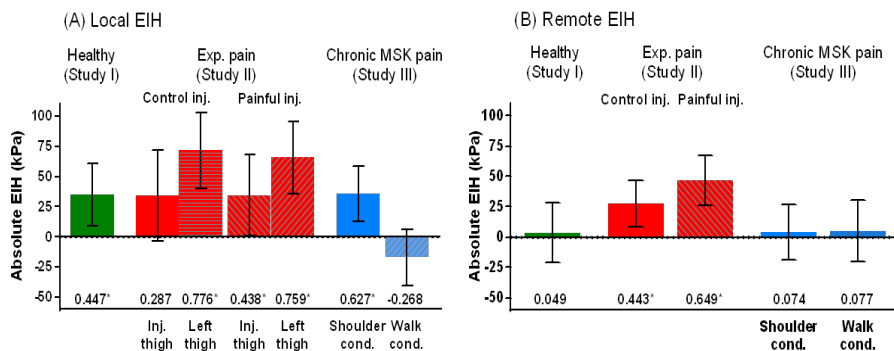 (A) Local EIH
Healthy
(Study I)
Exp. pain
(Study II)
Chronic MSK pain
(Study III)
Control inj.
Painful inj.
Absolute EIH (kPa)
100
75
50
25
0
-25
-50
0.447* 0.287 0.776* 0.438* 0.759* 0.627* -0.268
Inj.
thigh
Left
thigh
Inj.
thigh
Left
thigh
Shoulder
cond.
Walk
cond.
(B) Remote EIH
Healthy
(Study I)
Exp. pain
(Study II)
Chronic MSK pain
(Study III)
Control inj.
Painful inj.
Absolute EIH (kPa)
100
75
50
25
0
-25
-50
0.049 0.443* 0.649* 0.074 0.077
Shoulder
cond.
Walk
cond.